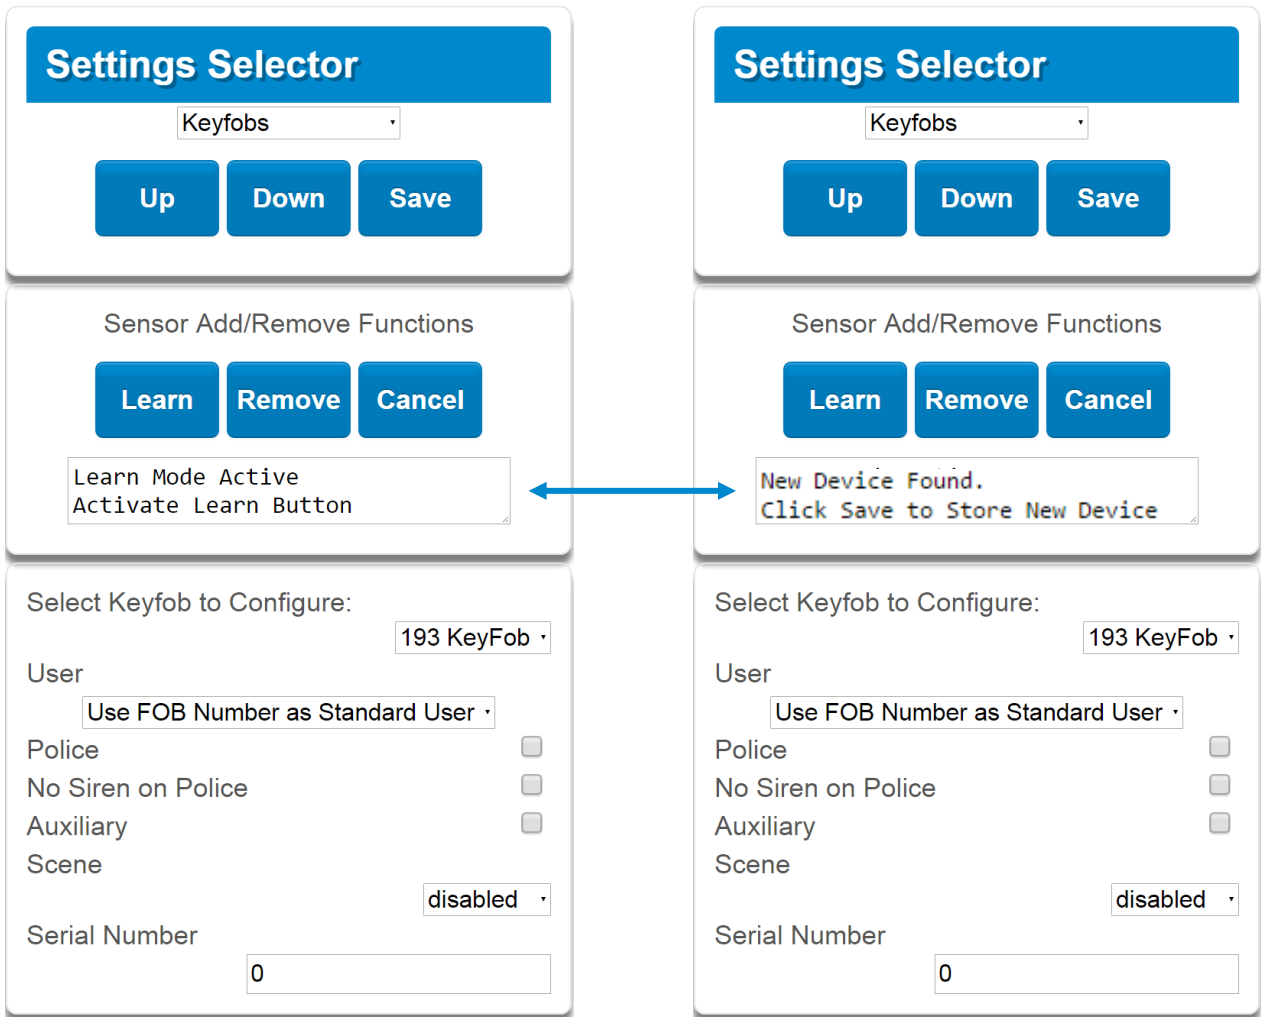 Settings Selector
Keyfobs
Up Down Save
Sensor Add/Remove Functions
Learn Remove Cancel
Learn Mode Active
Activate Learn Button
Select Keyfob to Configure:
193 KeyFob
User
Use FOB Number as Standard User
Police
No Siren on Police
Auxiliary
Scene
disabled
Serial Number
0
Settings Selector
Keyfobs
Up Down Save
Sensor Add/Remove Functions
Learn Remove Cancel
New Device Found.
Click Save to Store New Device
Select Keyfob to Configure:
193 KeyFob
User
Use FOB Number as Standard User
Police
No Siren on Police
Auxiliary
Scene
disabled
Serial Number
0